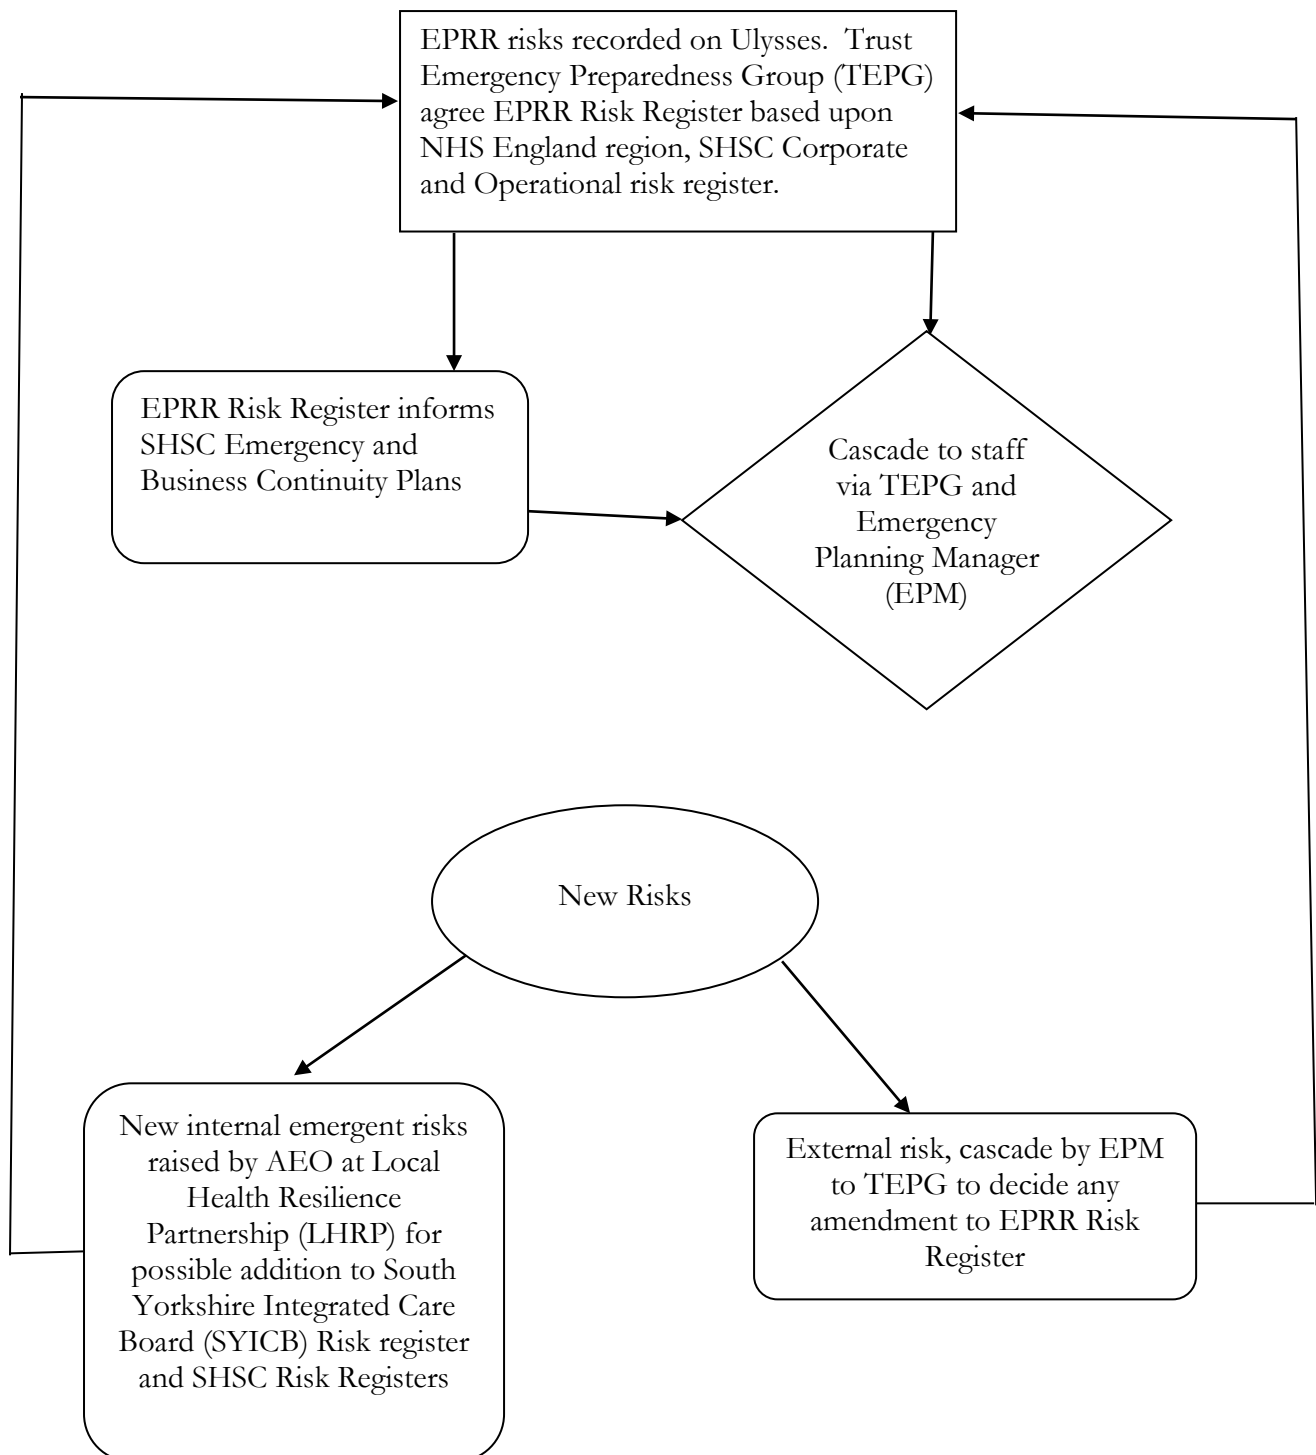 EPRR risks recorded on Ulysses.  Trust
Emergency Preparedness Group (TEPG)
agree EPRR Risk Register based upon
NHS England region, SHSC Corporate
and Operational risk register.
EPRR Risk Register informs
SHSC Emergency and
Business Continuity Plans
Cascade to staff
via TEPG and
Emergency
Planning Manager
(EPM)
New Risks
New internal emergent risks
raised by AEO at Local
Health Resilience
Partnership (LHRP) for
possible addition to South
Yorkshire Integrated Care
Board (SYICB) Risk register
and SHSC Risk Registers
External risk, cascade by EPM
to TEPG to decide any
amendment to EPRR Risk
Register